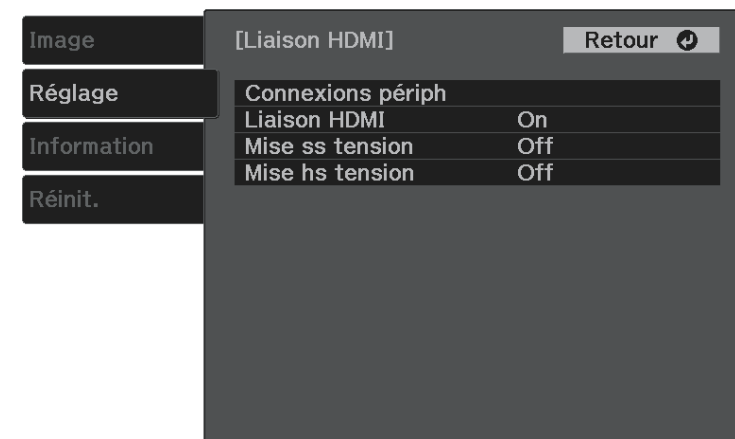 Image
Réglage
Information
Réinit.
[Liaison HDMI]
Retour
Connexions périph
Liaison HDMI On
Mise ss tension Off
Mise hs tension Off